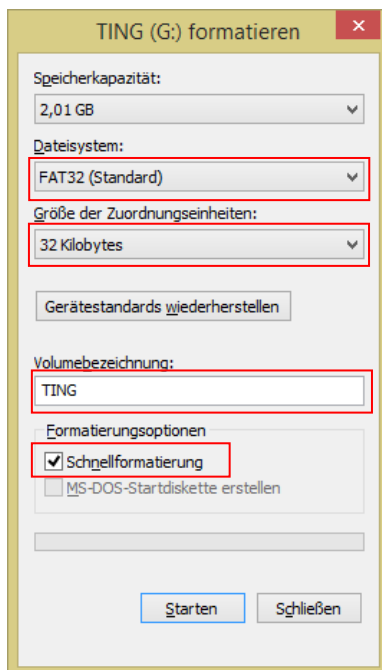 TING (G:) formatieren
Speicherkapazität:
2,01 GB
Dateisystem:
FAT32 (Standard)
Größe der Zuordnungseinheiten:
32 Kilobytes
Gerätestandards wiederherstellen
Volumebezeichnung:
TING
Formatierungsoptionen
Schnellformatierung
MS-DOS-Startdiskette erstellen
Starten Schließen